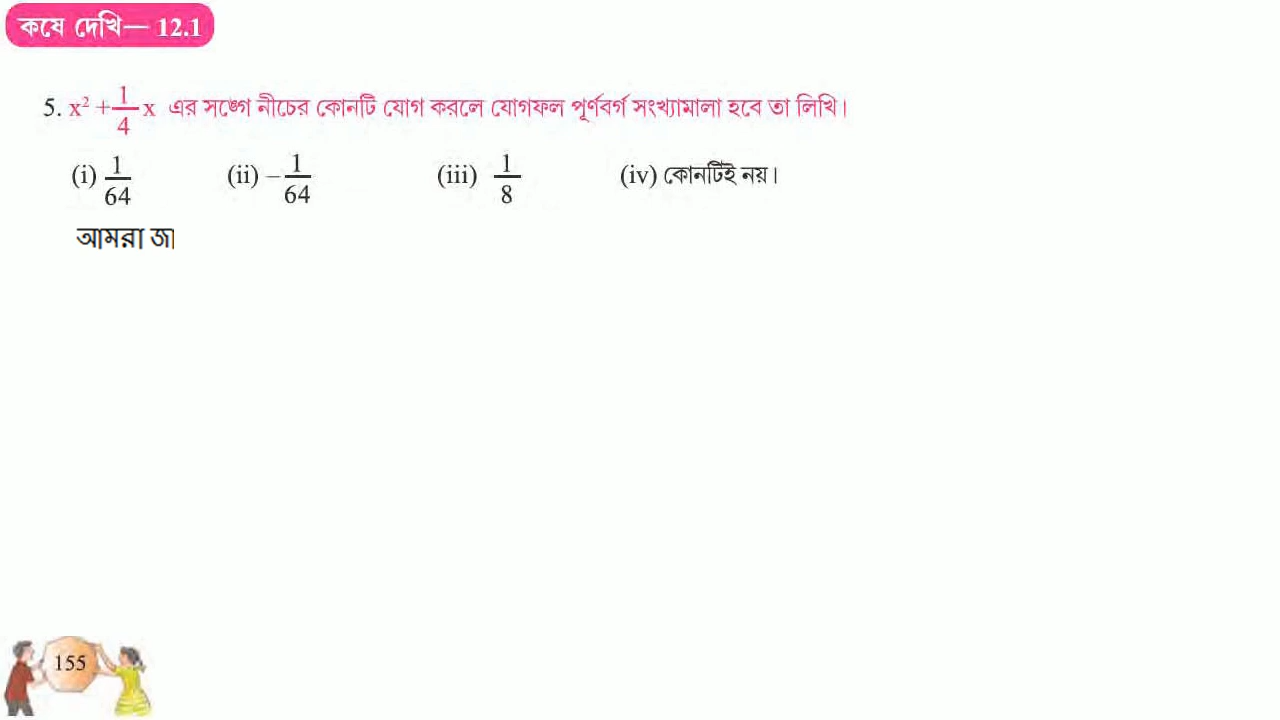 কষে দেখি— 12.1
5. x² + 1/4 x এর সঙ্গে নীচের কোনটি যোগ করলে যোগফল পূর্ণবর্গ সংখ্যামালা হবে তা লিখি।
(i) 1/64 (ii) – 1/64 (iii) 1/8 (iv) কোনটিই নয়।
আমরা জা
155